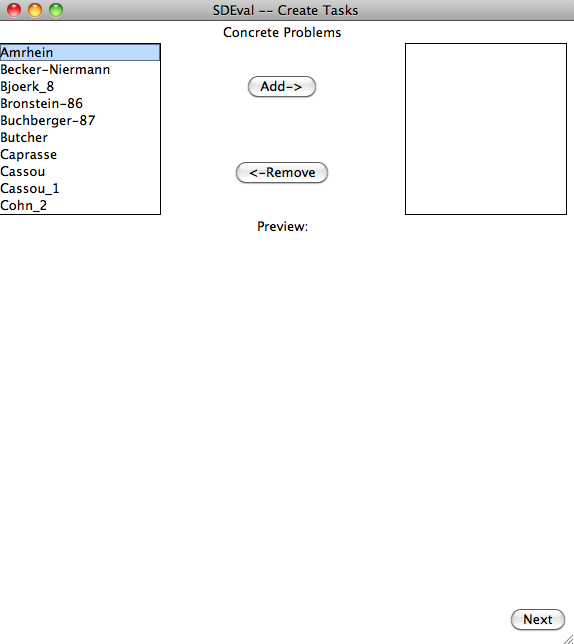 SDEval -- Create Tasks
Concrete Problems
Amrhein
Becker-Niermann
Bjoerk_8
Bronstein-86
Buchberger-87
Butcher
Caprasse
Cassou
Cassou_1
Cohn_2
Add->
<-Remove
Preview:
Next